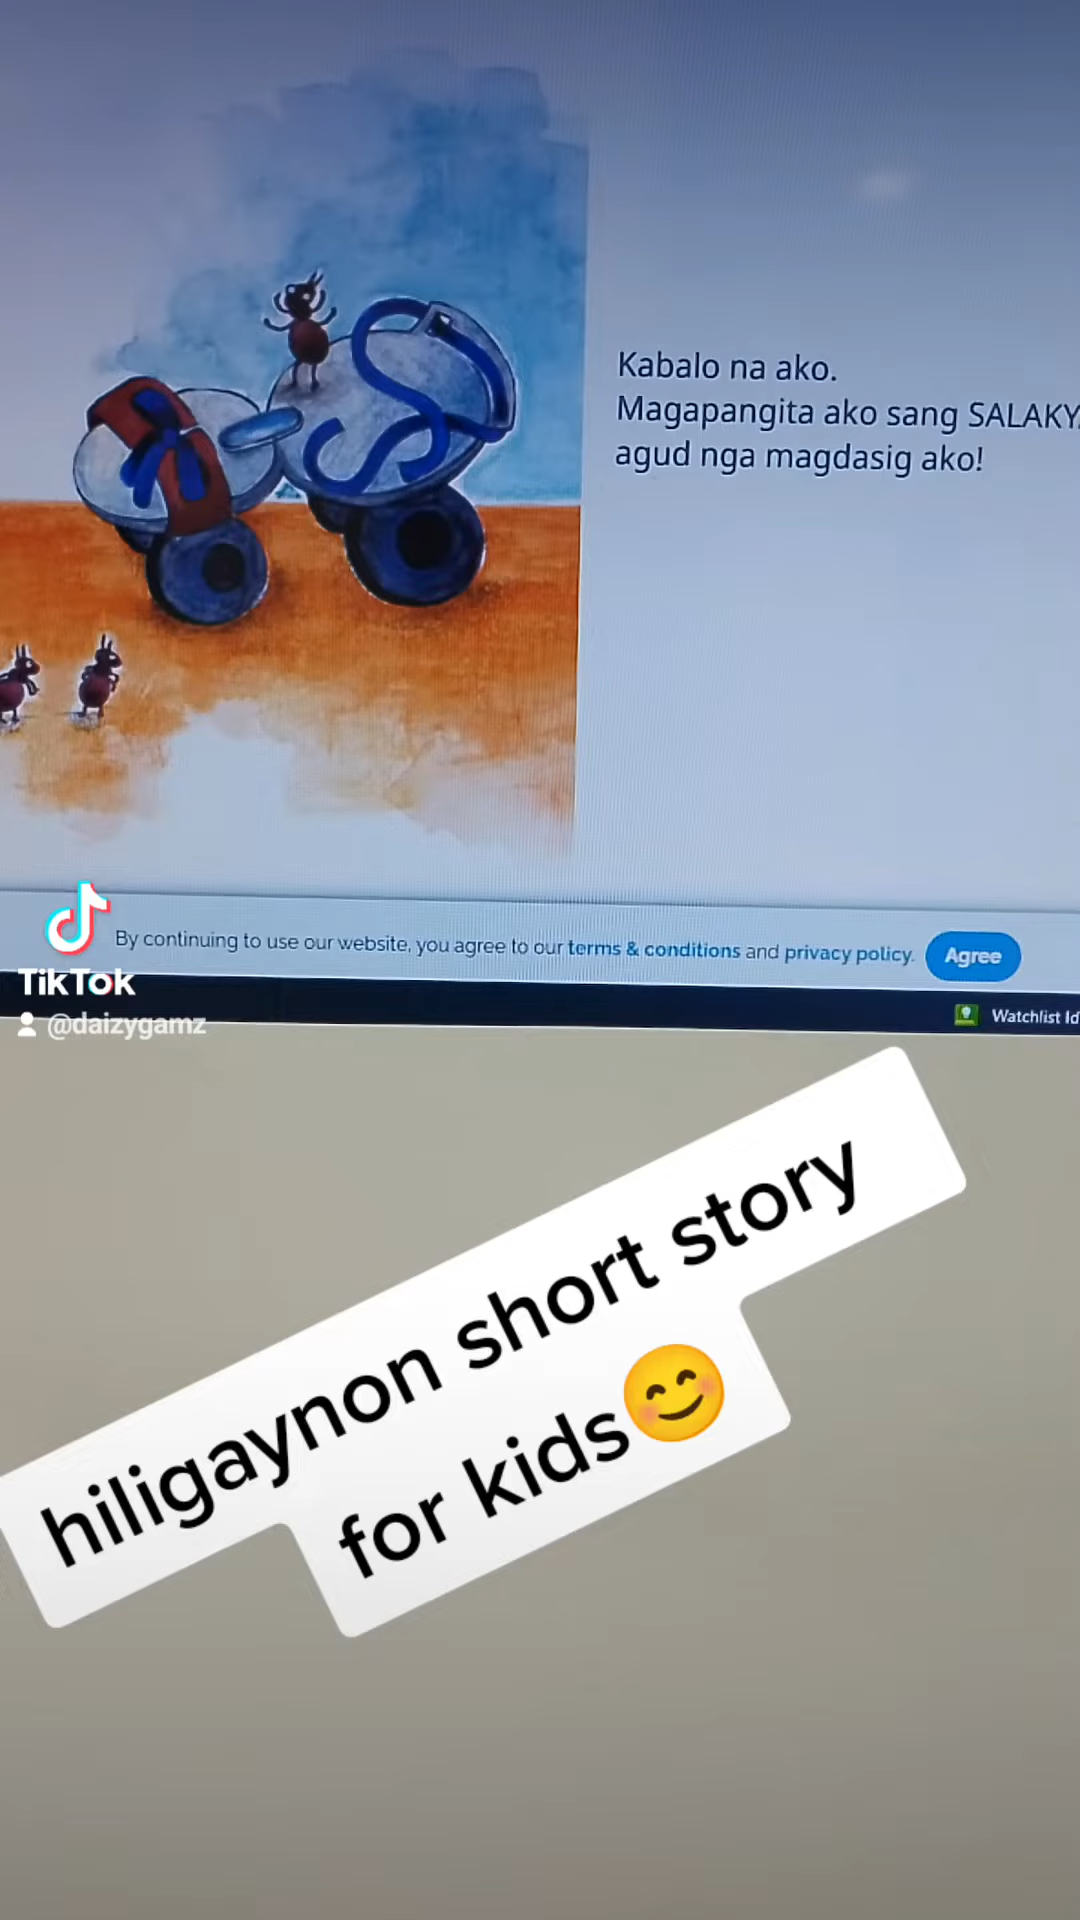 Kabalo na ako.
Magapangita ako sang
agud nga magdasig ako!
By continuing to use our website, you agree to our terms & conditions and privacy policy.
Agree
TikTok
@daizygamz
Watchlist
hiligaynon short story
for kids😊